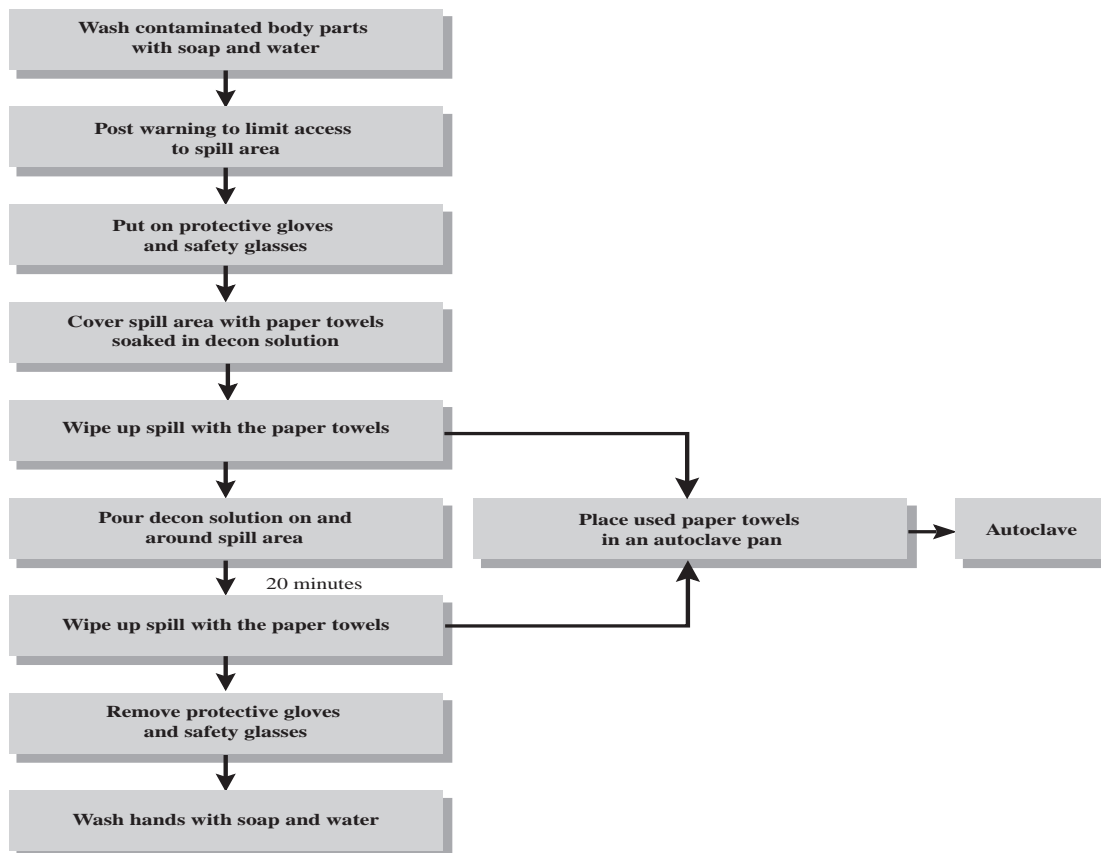 Wash contaminated body parts
with soap and water
Post warning to limit access
to spill area
Put on protective gloves
and safety glasses
Cover spill area with paper towels
soaked in decon solution
Wipe up spill with the paper towels
Pour decon solution on and
around spill area
Place used paper towels
in an autoclave pan
Autoclave
20 minutes
Wipe up spill with the paper towels
Remove protective gloves
and safety glasses
Wash hands with soap and water